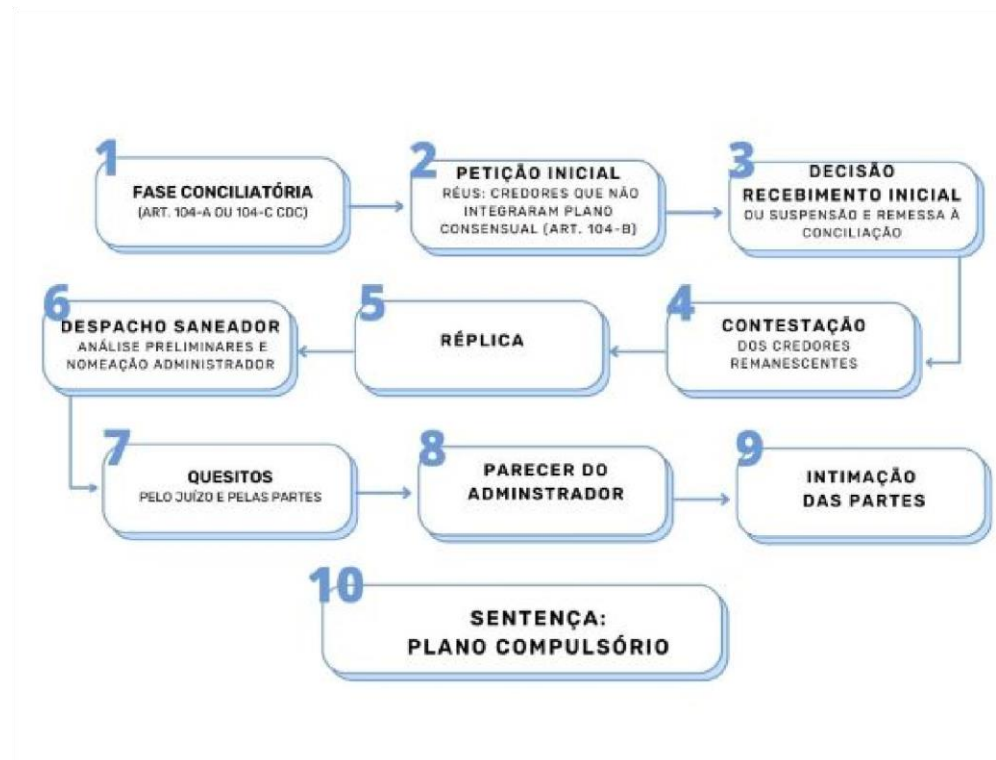 1
FASE CONCILIATÓRIA
(ART. 104-A OU 104-C CDC)
2
PETIÇÃO INICIAL
RÉUS: CREDORES QUE NÃO
INTEGRARAM PLANO
CONSENSUAL (ART. 104-B)
3
DECISÃO
RECEBIMENTO INICIAL
OU SUSPENSÃO E REMESSA À
CONCILIAÇÃO
4
CONTESTAÇÃO
DOS CREDORES
REMANESCENTES
5
RÉPLICA
6
DESPACHO SANEADOR
ANÁLISE PRELIMINARES E
NOMEAÇÃO ADMINISTRADOR
7
QUESITOS
PELO JUÍZO E PELAS PARTES
8
PARECER DO
ADMINSTRADOR
9
INTIMAÇÃO
DAS PARTES
10
SENTENÇA:
PLANO COMPULSÓRIO